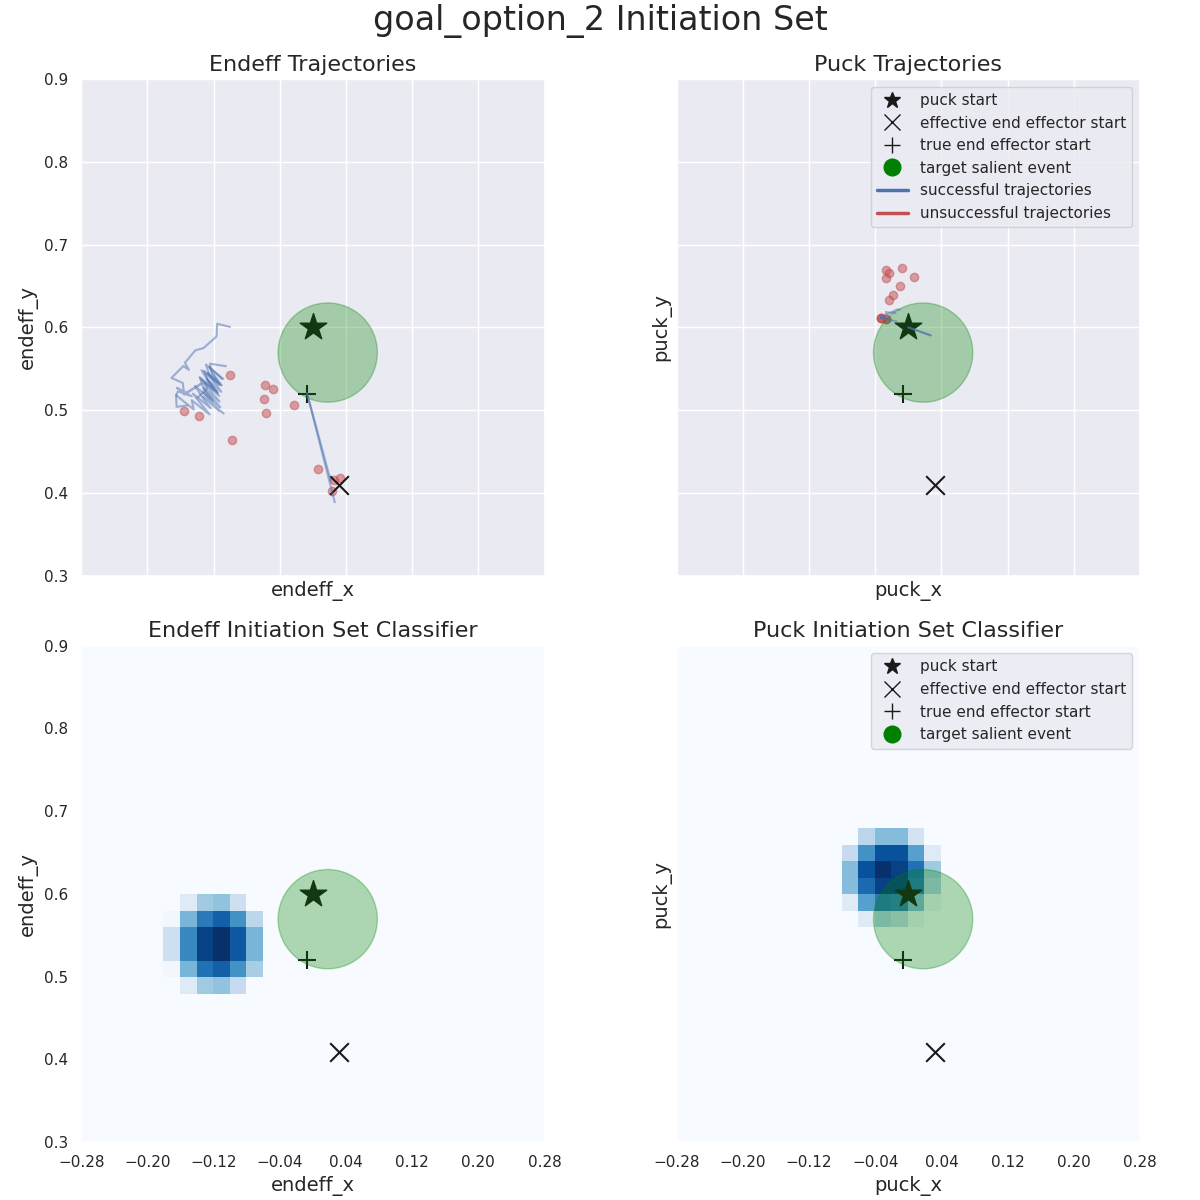 goal_option_2 Initiation Set
Endeff Trajectories
Puck Trajectories
0.9
0.8
0.7
0.6
0.5
0.4
0.3
endeff_y
endeff_x
puck_y
puck_x
puck start
effective end effector start
true end effector start
target salient event
successful trajectories
unsuccessful trajectories
Endeff Initiation Set Classifier
Puck Initiation Set Classifier
0.9
0.8
0.7
0.6
0.5
0.4
0.3
endeff_y
−0.28 −0.20 −0.12 −0.04 0.04 0.12 0.20 0.28
endeff_x
puck_y
puck start
effective end effector start
true end effector start
target salient event
−0.28 −0.20 −0.12 −0.04 0.04 0.12 0.20 0.28
puck_x